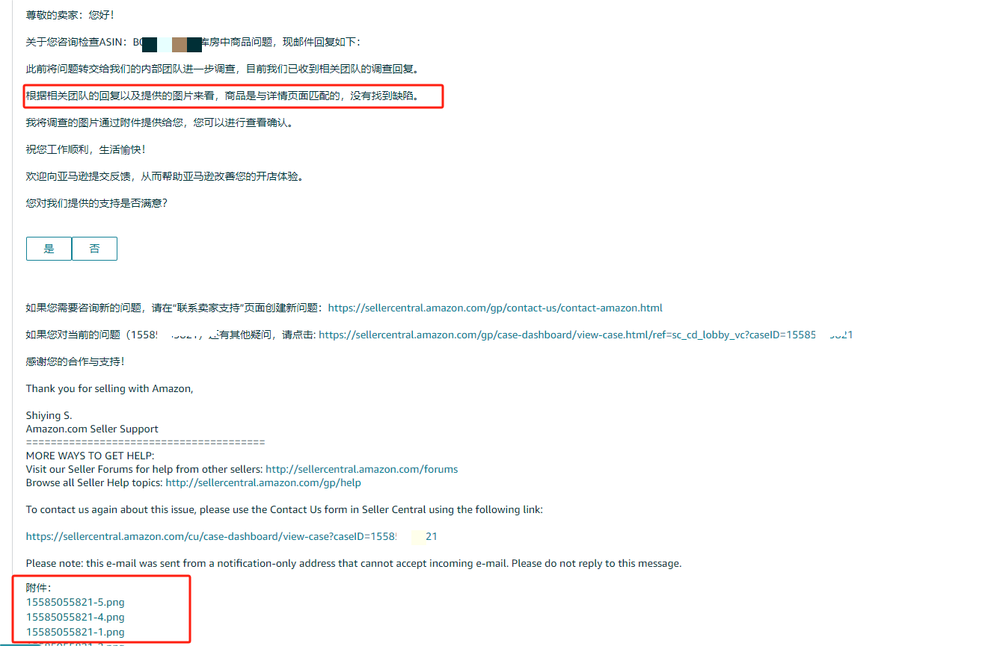 尊敬的卖家：您好！
关于您咨询检查ASIN：B0 库房中商品问题，现邮件回复如下：
此前将问题转交给我们的内部团队进一步调查，目前我们已收到相关团队的调查回复。
根据相关团队的回复以及提供的图片来看，商品是与详情页面匹配的，没有找到缺陷。
我将调查的图片通过附件提供给您，您可以进行查看确认。
祝您工作顺利，生活愉快！
欢迎向亚马逊提交反馈，从而帮助亚马逊改善您的开店体验。
您对我们提供的支持是否满意？
是 否
如果您需要咨询新的问题，请在“联系卖家支持”页面创建新问题：https://sellercentral.amazon.com/gp/contact-us/contact-amazon.html
如果您对当前的问题（1558 ）还有其他疑问，请点击: https://sellercentral.amazon.com/gp/case-dashboard/view-case.html/ref=sc_cd_lobby_vc?caseID=15585 21
感谢您的合作与支持！
Thank you for selling with Amazon,
Shiying S.
Amazon.com Seller Support
=======================================
MORE WAYS TO GET HELP:
Visit our Seller Forums for help from other sellers: http://sellercentral.amazon.com/forums
Browse all Seller Help topics: http://sellercentral.amazon.com/gp/help
To contact us again about this issue, please use the Contact Us form in Seller Central using the following link:
https://sellercentral.amazon.com/cu/case-dashboard/view-case?caseID=1558 21
Please note: this e-mail was sent from a notification-only address that cannot accept incoming e-mail. Please do not reply to this message.
附件：
15585055821-5.png
15585055821-4.png
15585055821-1.png